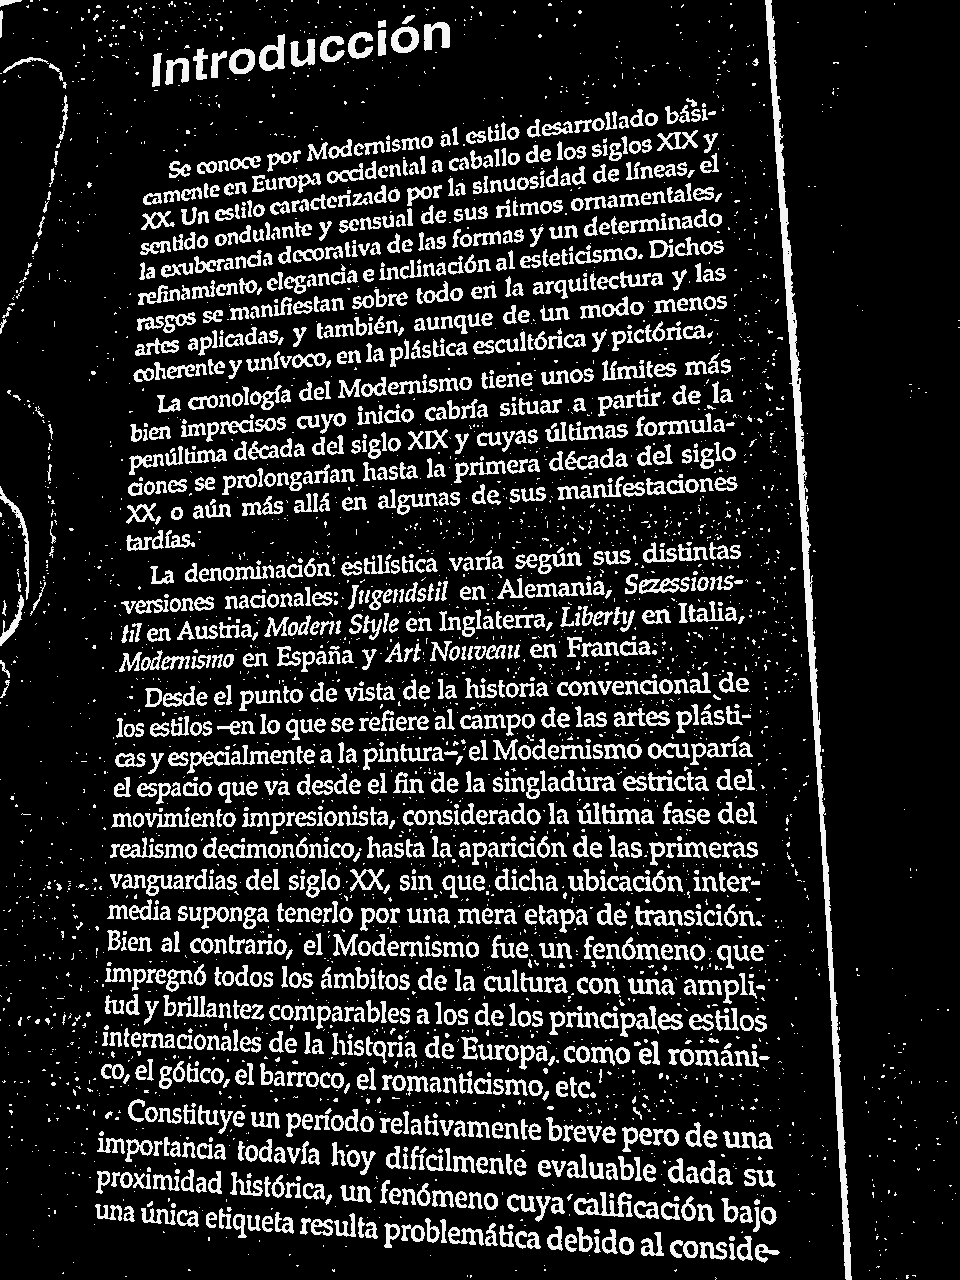 Introducción
Se conoce por Modernismo al estilo desarrollado bási-
camente en Europa occidental a caballo de los siglos XIX y
XX. Un estilo caracterizado por la sinuosidad de líneas, el
sentido ondulante y sensual de sus ritmos ornamentales,
la exuberancia decorativa de las formas y un determinado
refinamiento, elegancia e inclinación al esteticismo. Dichos
rasgos se manifiestan sobre todo en la arquitectura y las
artes aplicadas, y también, aunque de un modo menos
coherente y unívoco, en la plástica escultórica y pictórica.
La cronología del Modernismo tiene unos límites más
bien imprecisos cuyo inicio cabría situar a partir de la
penúltima década del siglo XIX y cuyas últimas formula-
ciones se prolongarían hasta la primera década del siglo
XX, o aún más allá en algunas de sus manifestaciones
tardías.
La denominación estilística varía según sus distintas
versiones nacionales: Jugendstil en Alemania, Sezessions-
til en Austria, Modern Style en Inglaterra, Liberty en Italia,
Modernismo en España y Art Nouveau en Francia.
Desde el punto de vista de la historia convencional de
los estilos –en lo que se refiere al campo de las artes plásti-
cas y especialmente a la pintura–, el Modernismo ocuparía
el espacio que va desde el fin de la singladura estricta del
movimiento impresionista, considerado la última fase del
realismo decimonónico, hasta la aparición de las primeras
vanguardias del siglo XX, sin que dicha ubicación inter-
media suponga tenerlo por una mera etapa de transición.
Bien al contrario, el Modernismo fue un fenómeno que
impregnó todos los ámbitos de la cultura con una ampli-
tud y brillantez comparables a los de los principales estilos
internacionales de la historia de Europa, como el románi-
co, el gótico, el barroco, el romanticismo, etc.
Constituye un período relativamente breve pero de una
importancia todavía hoy difícilmente evaluable dada su
proximidad histórica, un fenómeno cuya calificación bajo
una única etiqueta resulta problemática debido al conside-